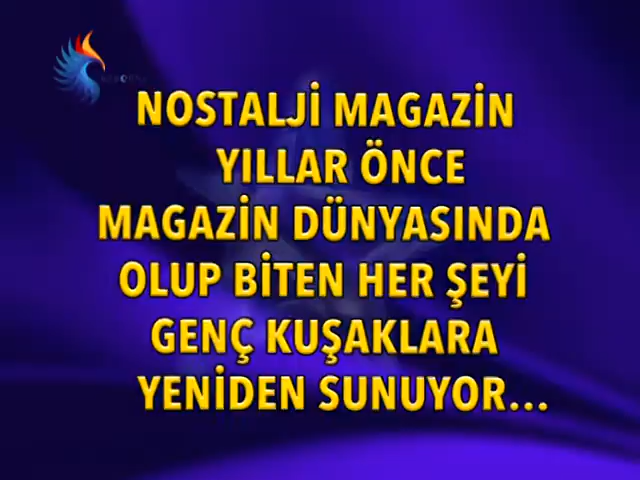 NOSTALJİ MAGAZİN
YILLAR ÖNCE
MAGAZİN DÜNYASINDA
OLUP BİTEN HER ŞEYİ
GENÇ KUŞAKLARA
YENİDEN SUNUYOR...